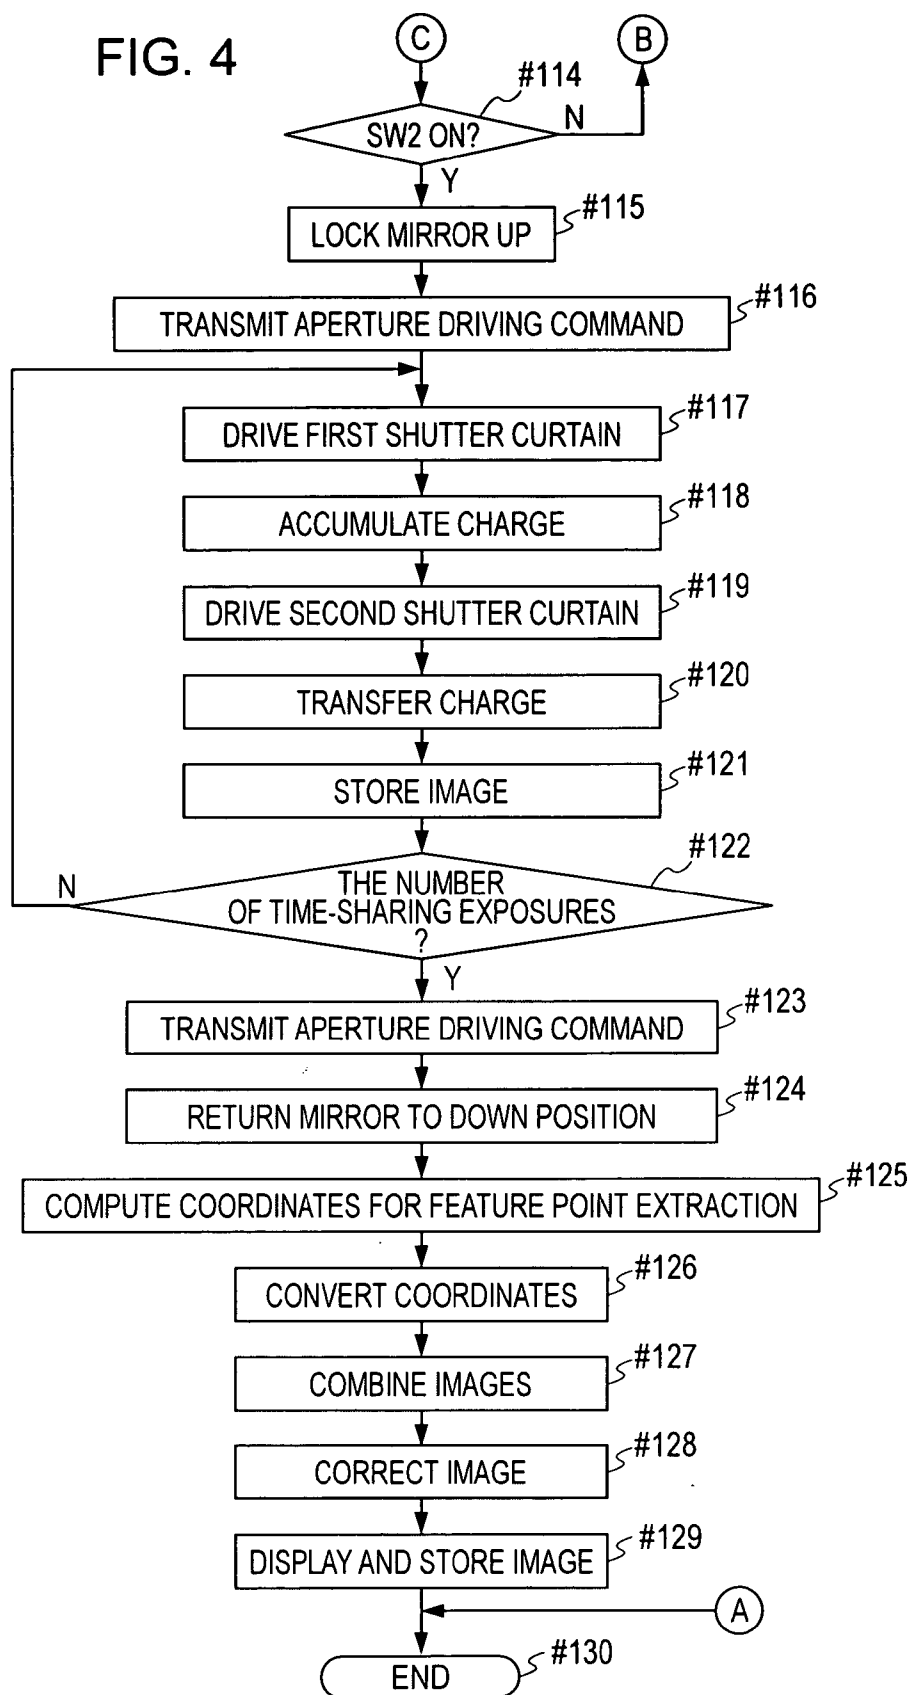 FIG. 4
C
B
#114
SW2 ON?
N
Y
#115
LOCK MIRROR UP
#116
TRANSMIT APERTURE DRIVING COMMAND
#117
DRIVE FIRST SHUTTER CURTAIN
#118
ACCUMULATE CHARGE
#119
DRIVE SECOND SHUTTER CURTAIN
#120
TRANSFER CHARGE
#121
STORE IMAGE
#122
N
THE NUMBER
OF TIME-SHARING EXPOSURES
?
Y
#123
TRANSMIT APERTURE DRIVING COMMAND
#124
RETURN MIRROR TO DOWN POSITION
#125
COMPUTE COORDINATES FOR FEATURE POINT EXTRACTION
#126
CONVERT COORDINATES
#127
COMBINE IMAGES
#128
CORRECT IMAGE
#129
DISPLAY AND STORE IMAGE
A
#130
END